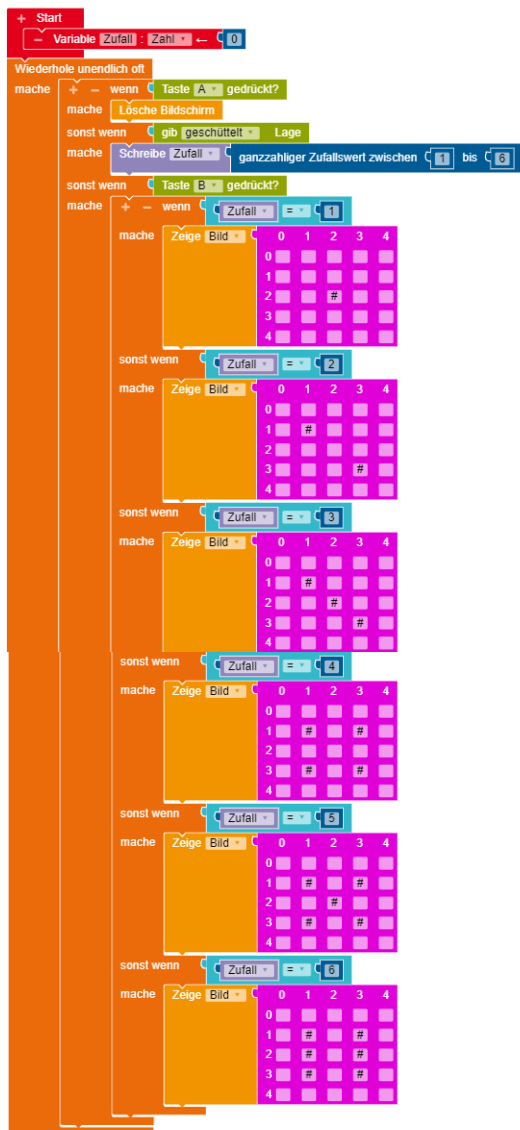 + Start
− Variable Zufall : Zahl ← 0
Wiederhole unendlich oft
mache + − wenn Taste A gedrückt?
mache Lösche Bildschirm
sonst wenn gib geschüttelt Lage
mache Schreibe Zufall ganzzahliger Zufallswert zwischen 1 bis 6
sonst wenn Taste B gedrückt?
mache + − wenn Zufall = 1
mache Zeige Bild 0 1 2 3 4
0
1
2 #
3
4
sonst wenn Zufall = 2
mache Zeige Bild 0 1 2 3 4
0
1 #
2
3 #
4
sonst wenn Zufall = 3
mache Zeige Bild 0 1 2 3 4
0
1 #
2 #
3 #
4
sonst wenn Zufall = 4
mache Zeige Bild 0 1 2 3 4
0
1 # #
2
3 # #
4
sonst wenn Zufall = 5
mache Zeige Bild 0 1 2 3 4
0
1 # #
2 #
3 # #
4
sonst wenn Zufall = 6
mache Zeige Bild 0 1 2 3 4
0
1 # #
2 # #
3 # #
4